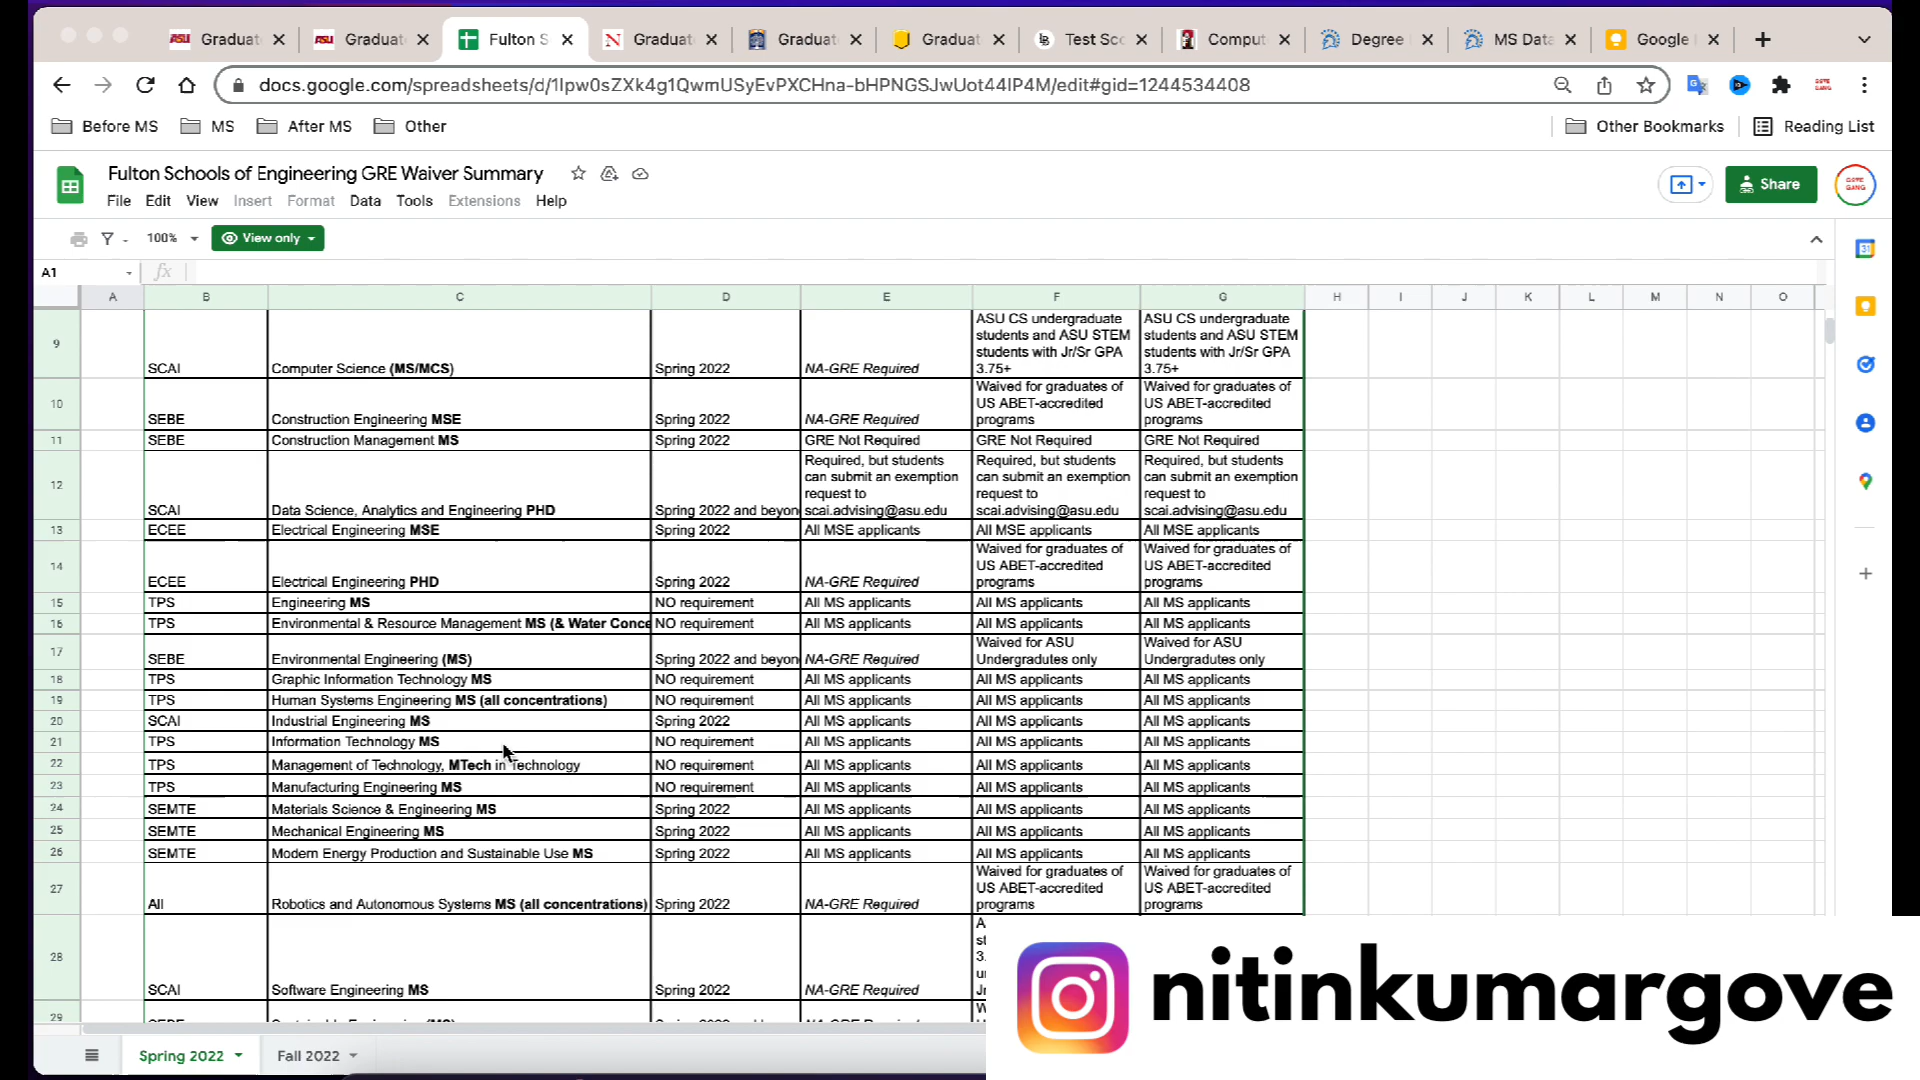 Graduat
Graduat
Fulton S
Graduat
Graduat
Graduat
Test Sco
Comput
Degree
MS Data
Google
docs.google.com/spreadsheets/d/1Ipw0sZXk4g1QwmUSyEvPXCHna-bHPNGSJwUot44IP4M/edit#gid=1244534408
Before MS MS After MS Other Other Bookmarks Reading List
Fulton Schools of Engineering GRE Waiver Summary
File Edit View Insert Format Data Tools Extensions Help
Share
100% View only
A1 fx
A B C D E F G H I J K L M N O
9 SCAI Computer Science (MS/MCS) Spring 2022 NA-GRE Required
ASU CS undergraduate students and ASU STEM students with Jr/Sr GPA 3.75+
ASU CS undergraduate students and ASU STEM students with Jr/Sr GPA 3.75+
10 SEBE Construction Engineering MSE Spring 2022 NA-GRE Required
Waived for graduates of US ABET-accredited programs
Waived for graduates of US ABET-accredited programs
11 SEBE Construction Management MS Spring 2022 GRE Not Required GRE Not Required GRE Not Required
12 SCAI Data Science, Analytics and Engineering PHD Spring 2022 and beyon
Required, but students can submit an exemption request to scai.advising@asu.edu
Required, but students can submit an exemption request to scai.advising@asu.edu
Required, but students can submit an exemption request to scai.advising@asu.edu
13 ECEE Electrical Engineering MSE Spring 2022 All MSE applicants All MSE applicants All MSE applicants
14 ECEE Electrical Engineering PHD Spring 2022 NA-GRE Required
Waived for graduates of US ABET-accredited programs
Waived for graduates of US ABET-accredited programs
15 TPS Engineering MS NO requirement All MS applicants All MS applicants All MS applicants
16 TPS Environmental & Resource Management MS (& Water Conce NO requirement All MS applicants All MS applicants All MS applicants
17 SEBE Environmental Engineering (MS) Spring 2022 and beyon NA-GRE Required
Waived for ASU Undergradutes only
Waived for ASU Undergradutes only
18 TPS Graphic Information Technology MS NO requirement All MS applicants All MS applicants All MS applicants
19 TPS Human Systems Engineering MS (all concentrations) NO requirement All MS applicants All MS applicants All MS applicants
20 SCAI Industrial Engineering MS Spring 2022 All MS applicants All MS applicants All MS applicants
21 TPS Information Technology MS NO requirement All MS applicants All MS applicants All MS applicants
22 TPS Management of Technology, MTech in Technology NO requirement All MS applicants All MS applicants All MS applicants
23 TPS Manufacturing Engineering MS NO requirement All MS applicants All MS applicants All MS applicants
24 SEMTE Materials Science & Engineering MS Spring 2022 All MS applicants All MS applicants All MS applicants
25 SEMTE Mechanical Engineering MS Spring 2022 All MS applicants All MS applicants All MS applicants
26 SEMTE Modern Energy Production and Sustainable Use MS Spring 2022 All MS applicants All MS applicants All MS applicants
27 All Robotics and Autonomous Systems MS (all concentrations) Spring 2022 NA-GRE Required
Waived for graduates of US ABET-accredited programs
Waived for graduates of US ABET-accredited programs
28 SCAI Software Engineering MS Spring 2022 NA-GRE Required
29
nitinkumargove
Spring 2022 Fall 2022